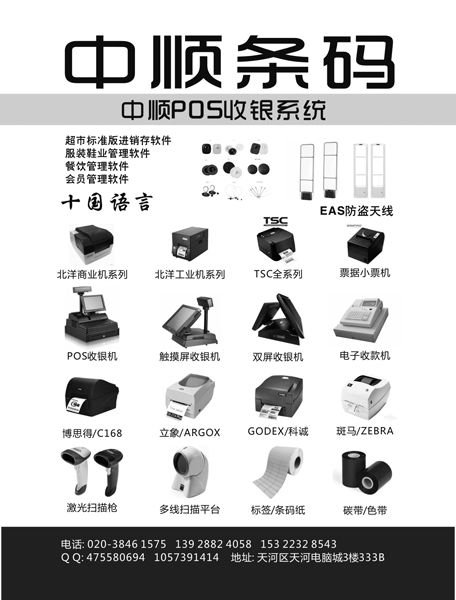 中顺条码
中顺POS收银系统
超市标准版进销存软件
服装鞋业管理软件
餐饮管理软件
会员管理软件
十国语言
EAS防盗天线
TSC
北洋商业机系列 北洋工业机系列 TSC全系列 票据小票机
POS收银机 触摸屏收银机 双屏收银机 电子收款机
博思得/C168 立象/ARGOX GODEX/科诚 斑马/ZEBRA
激光扫描枪 多线扫描平台 标签/条码纸 碳带/色带
电话: 020-3846 1575 139 2882 4058 153 2232 8543
Q Q: 475580694 1057391414 地址: 天河区天河电脑城3楼333B